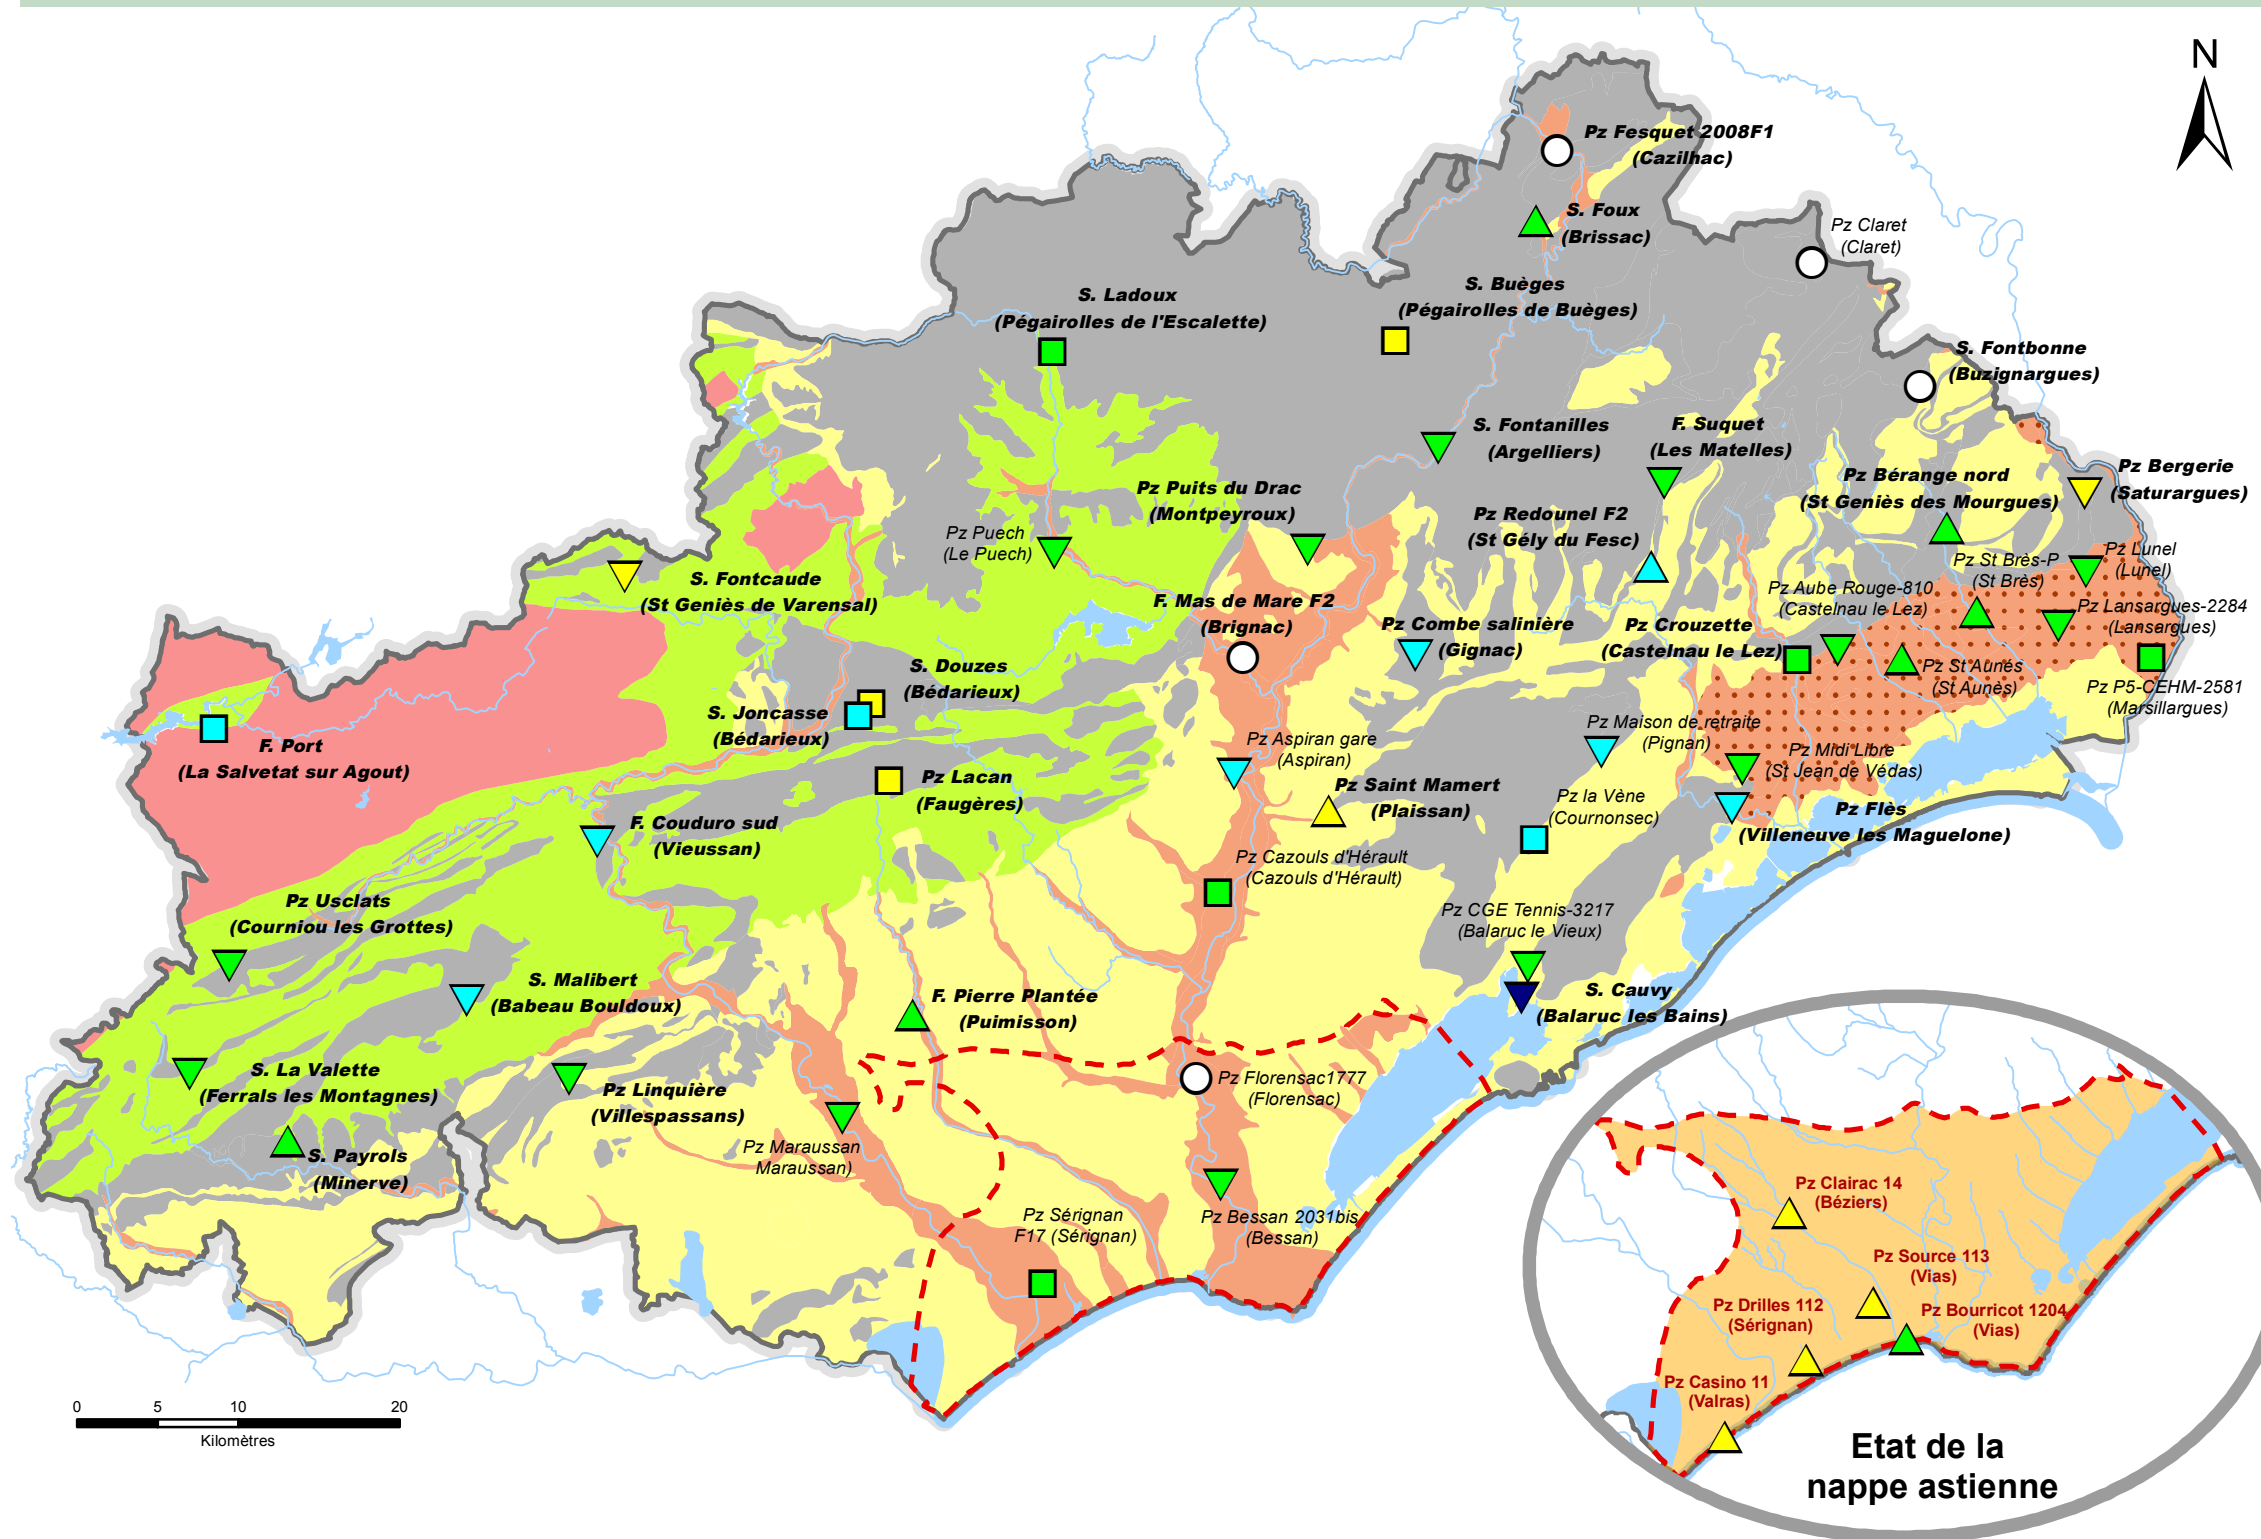 N
Pz Fesquet 2008F1
(Cazilhac)
S. Foux
(Brissac)
Pz Claret
(Claret)
S. Buèges
(Pégairolles de Buèges)
S. Ladoux
(Pégairolles de l'Escalette)
S. Fontbonne
(Buzignargues)
S. Fontanilles
(Argelliers)
F. Suquet
(Les Matelles)
Pz Bérange nord
(St Geniès des Mourgues)
Pz Bergerie
(Saturargues)
Pz Puits du Drac
(Montpeyroux)
Pz Redounel F2
(St Gély du Fesc)
Pz Puech
(Le Puech)
Pz St Brès-P
(St Brès)
Pz Lunel
(Lunel)
S. Fontcaude
(St Geniès de Varensal)
Pz Aube Rouge-810
(Castelnau le Lez)
F. Mas de Mare F2
(Brignac)
Pz Combe salinière
(Gignac)
Pz Crouzette
(Castelnau le Lez)
Pz Lansargues-2284
(Lansargues)
S. Douzes
(Bédarieux)
Pz St Aunés
(St Aunès)
Pz P5-CEHM-2581
(Marsillargues)
S. Joncasse
(Bédarieux)
F. Port
(La Salvetat sur Agout)
Pz Maison de retraite
(Pignan)
Pz Aspiran gare
(Aspiran)
Pz Midi Libre
(St Jean de Védas)
Pz Lacan
(Faugères)
Pz Saint Mamert
(Plaissan)
Pz la Vène
(Cournonsec)
Pz Flès
(Villeneuve les Maguelone)
F. Couduro sud
(Vieussan)
Pz Cazouls d'Hérault
(Cazouls d'Hérault)
Pz Usclats
(Courniou les Grottes)
Pz CGE Tennis-3217
(Balaruc le Vieux)
S. Malibert
(Babeau Bouldoux)
F. Pierre Plantée
(Puimisson)
S. Cauvy
(Balaruc les Bains)
S. La Valette
(Ferrals les Montagnes)
Pz Linquière
(Villespassans)
Pz Florensac1777
(Florensac)
Pz Maraussan
Maraussan)
S. Payrols
(Minerve)
Pz Sérignan
F17 (Sérignan)
Pz Bessan 2031bis
(Bessan)
Pz Clairac 14
(Béziers)
Pz Source 113
(Vias)
Pz Drilles 112
(Sérignan)
Pz Bourricot 1204
(Vias)
Pz Casino 11
(Valras)
Etat de la
nappe astienne
0 5 10 20
Kilomètres